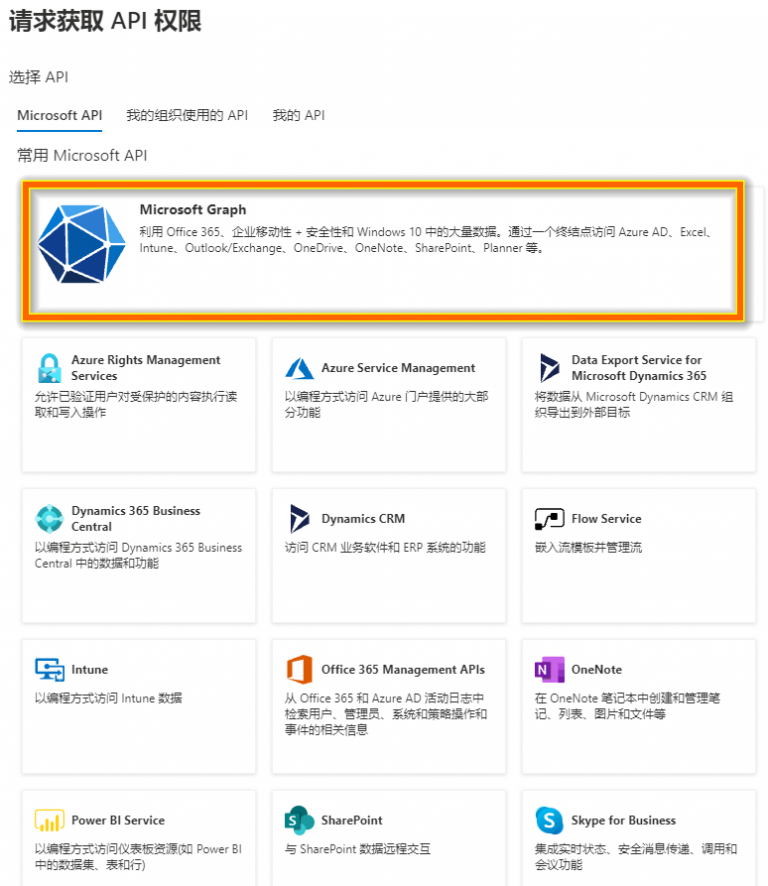 请求获取 API 权限
选择 API
Microsoft API 我的组织使用的 API 我的 API
常用 Microsoft API
Microsoft Graph
利用 Office 365、企业移动性 + 安全性和 Windows 10 中的大量数据。通过一个终结点访问 Azure AD、Excel、
Intune、Outlook/Exchange、OneDrive、OneNote、SharePoint、Planner 等。
Azure Rights Management
Services
允许已验证用户对受保护的内容执行读
取和写入操作
Azure Service Management
以编程方式访问 Azure 门户提供的大部
分功能
Data Export Service for
Microsoft Dynamics 365
将数据从 Microsoft Dynamics CRM 组
织导出到外部目标
Dynamics 365 Business
Central
以编程方式访问 Dynamics 365 Business
Central 中的数据和功能
Dynamics CRM
访问 CRM 业务软件和 ERP 系统的功能
Flow Service
嵌入流模板并管理流
Intune
以编程方式访问 Intune 数据
Office 365 Management APIs
从 Office 365 和 Azure AD 活动日志中
检索用户、管理员、系统和策略操作和
事件的相关信息
OneNote
在 OneNote 笔记本中创建和管理笔
记、列表、图片和文件等
Power BI Service
以编程方式访问仪表板资源(如 Power BI
中的数据集、表和行)
SharePoint
与 SharePoint 数据远程交互
Skype for Business
集成实时状态、安全消息传递、调用和
会议功能